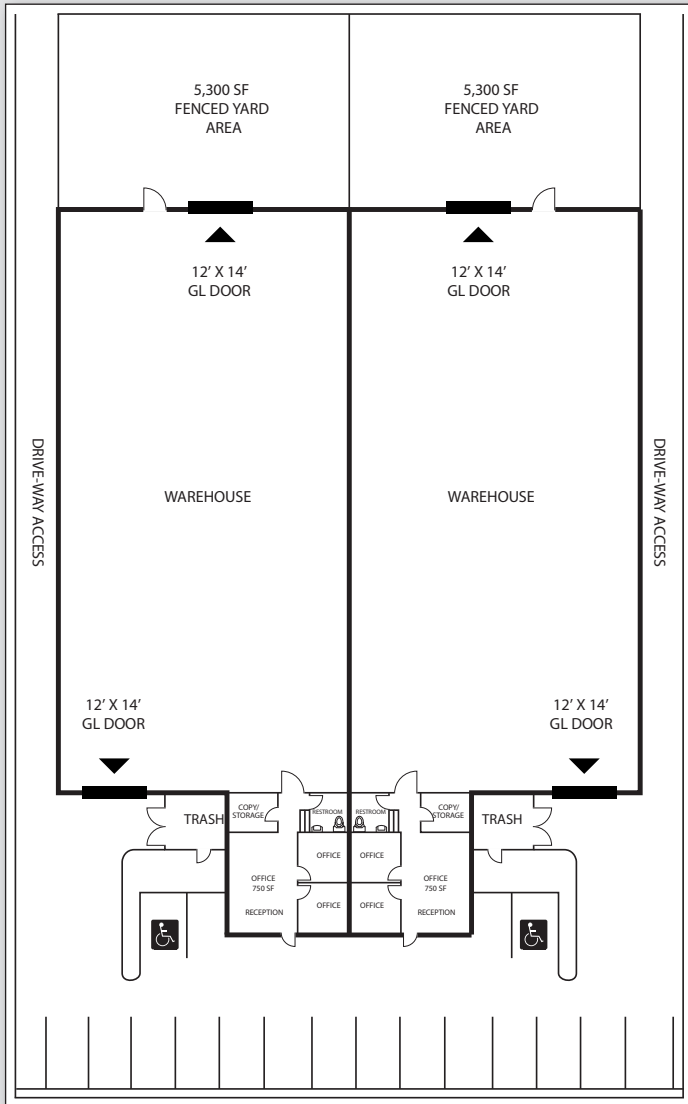 5,300 SF
FENCED YARD
AREA
5,300 SF
FENCED YARD
AREA
12’ X 14’
GL DOOR
12’ X 14’
GL DOOR
DRIVE-WAY ACCESS
WAREHOUSE
WAREHOUSE
DRIVE-WAY ACCESS
12’ X 14’
GL DOOR
12’ X 14’
GL DOOR
TRASH
COPY/
STORAGE
RESTROOM
RESTROOM
COPY/
STORAGE
TRASH
OFFICE
OFFICE
OFFICE
750 SF
OFFICE
750 SF
RECEPTION
OFFICE
OFFICE
RECEPTION